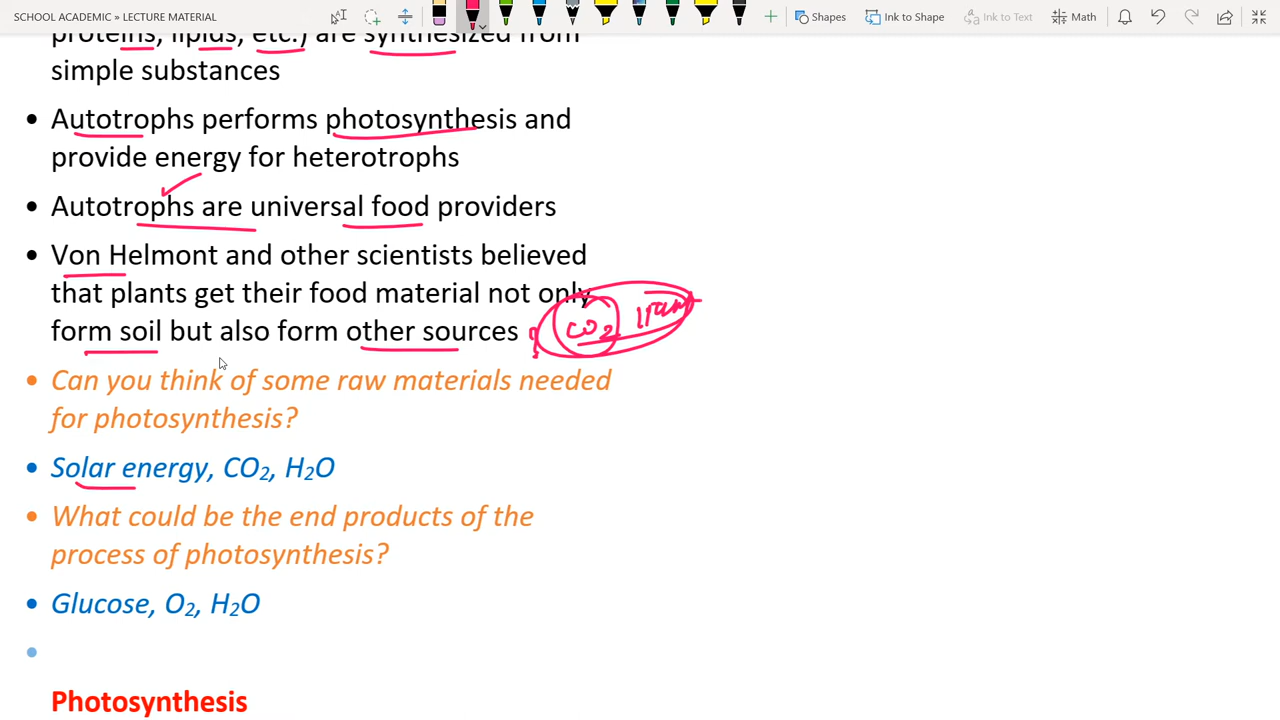 SCHOOL ACADEMIC » LECTURE MATERIAL
Shapes
Ink to Shape
Ink to Text
Math
proteins, lipids, etc.) are synthesized from
simple substances
• Autotrophs performs photosynthesis and
provide energy for heterotrophs
• Autotrophs are universal food providers
• Von Helmont and other scientists believed
that plants get their food material not only
form soil but also form other sources
CO2
• Can you think of some raw materials needed
for photosynthesis?
• Solar energy, CO₂, H₂O
• What could be the end products of the
process of photosynthesis?
• Glucose, O₂, H₂O
•
Photosynthesis